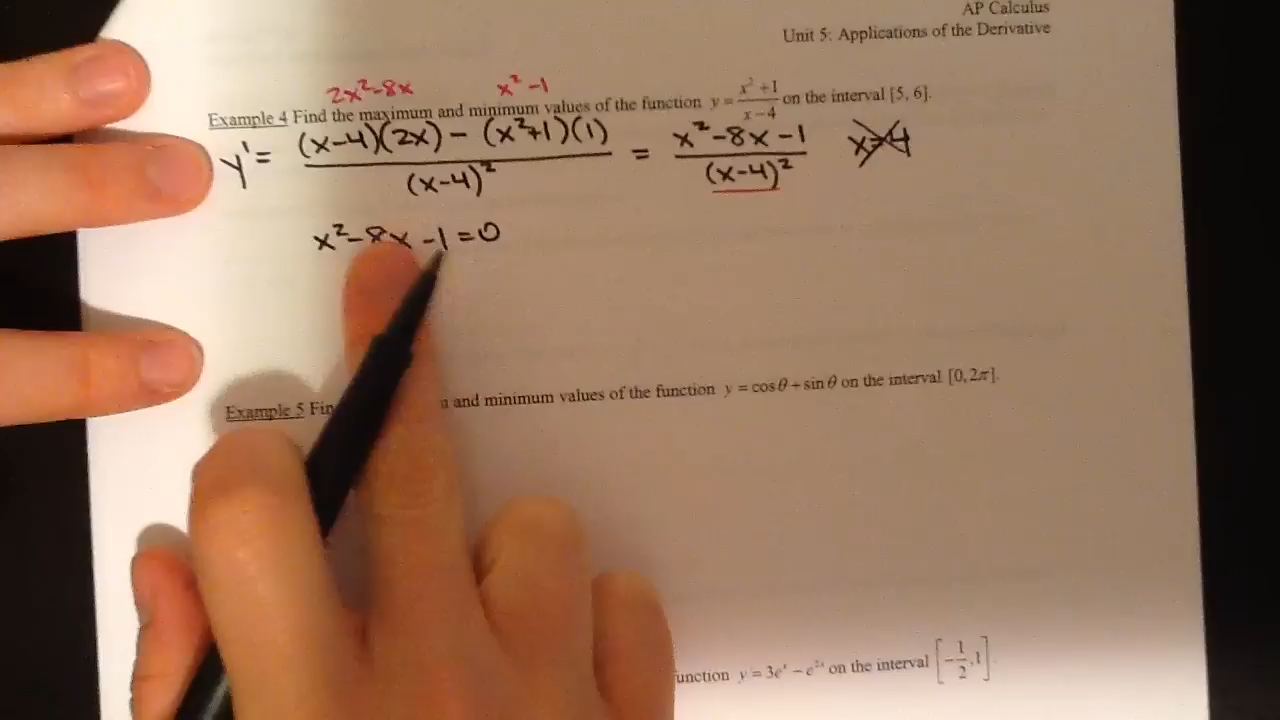 AP Calculus
Unit 5: Applications of the Derivative
2x²-8x x²-1
Example 4 Find the maximum and minimum values of the function y = (x²+1)/(x-4) on the interval [5, 6].
y' = ((x-4)(2x) - (x²+1)(1))/(x-4)² = (x²-8x-1)/(x-4)² x=4
x²-8x-1=0
Example 5 Fin and minimum values of the function y = cosθ + sinθ on the interval [0, 2π].
unction y = 3eˣ - e²ˣ on the interval [-1/2, 1]